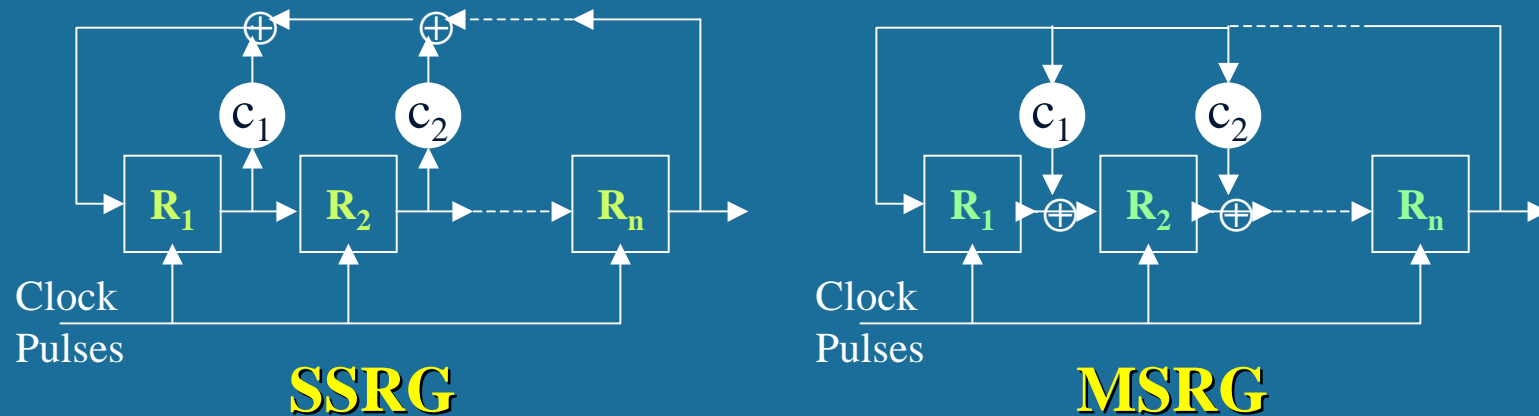 c₁ c₂
R₁ R₂ Rₙ
Clock
Pulses
SSRG
c₁ c₂
R₁ R₂ Rₙ
Clock
Pulses
MSRG